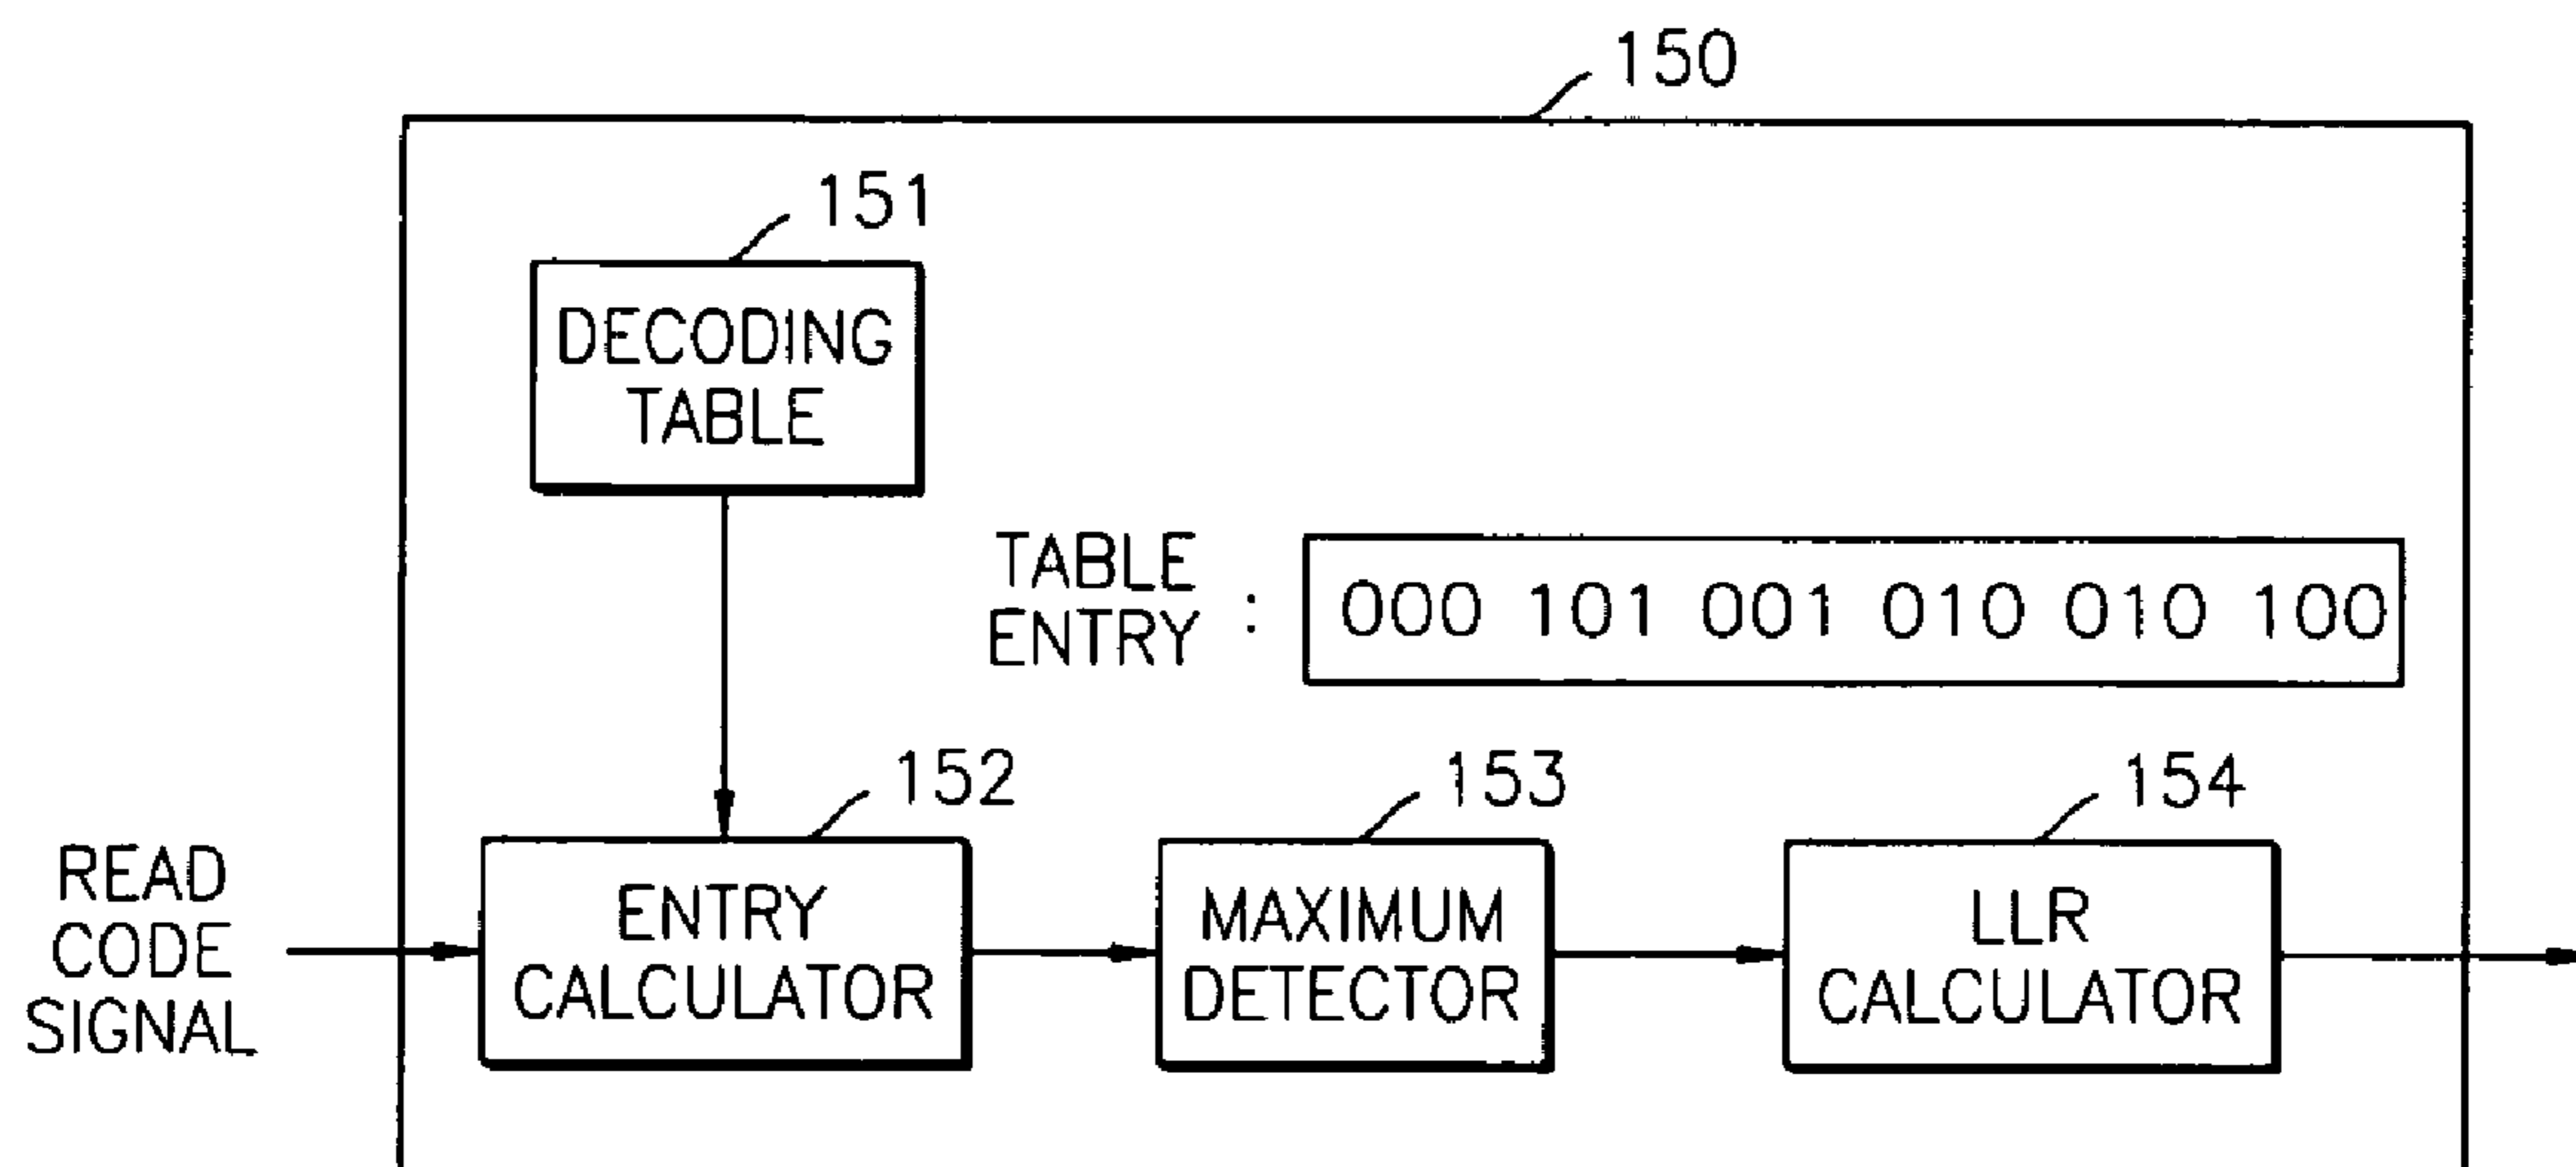 150
151
DECODING
TABLE
TABLE
ENTRY :
000 101 001 010 010 100
152
153
154
READ
CODE
SIGNAL
ENTRY
CALCULATOR
MAXIMUM
DETECTOR
LLR
CALCULATOR